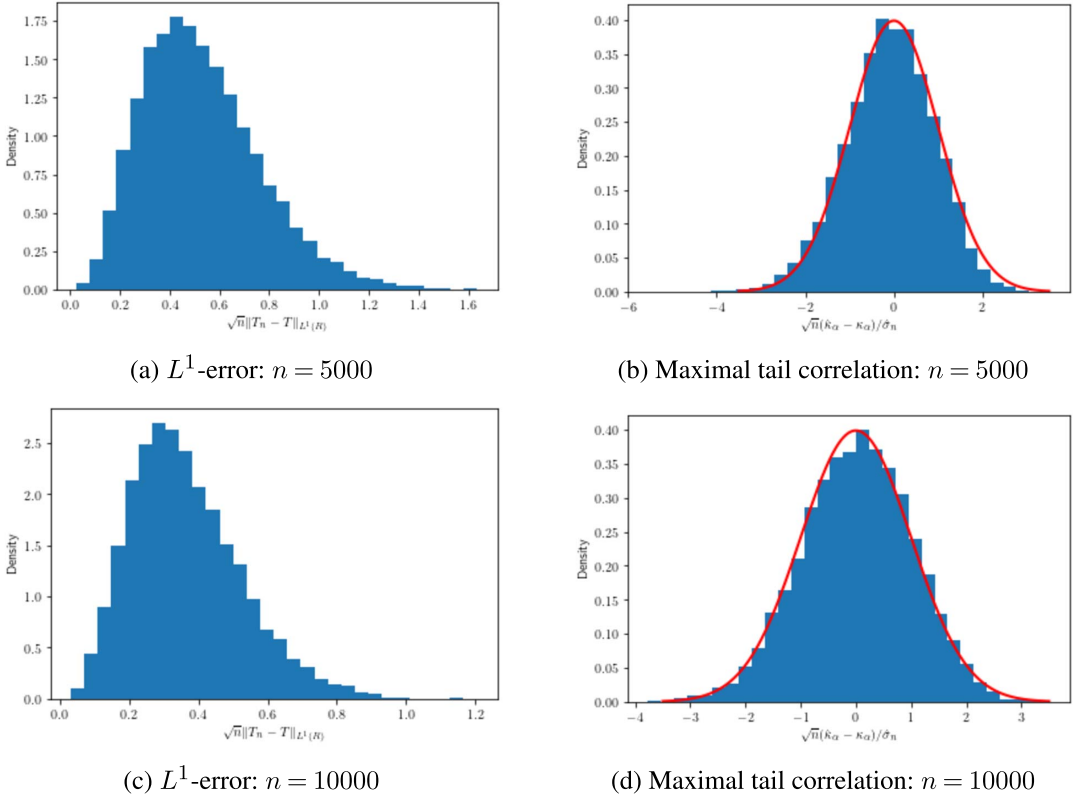 1.75
1.50
1.25
1.00
0.75
0.50
0.25
0.00
Density
0.0 0.2 0.4 0.6 0.8 1.0 1.2 1.4 1.6
√n‖Tₙ − T‖_{L¹(R)}
(a) L¹-error: n = 5000
0.40
0.35
0.30
0.25
0.20
0.15
0.10
0.05
0.00
Density
−6 −4 −2 0 2
√n(κ̂_α − κ_α)/σ̂ₙ
(b) Maximal tail correlation: n = 5000
2.5
2.0
1.5
1.0
0.5
0.0
Density
0.0 0.2 0.4 0.6 0.8 1.0 1.2
√n‖Tₙ − T‖_{L¹(R)}
(c) L¹-error: n = 10000
0.40
0.35
0.30
0.25
0.20
0.15
0.10
0.05
0.00
Density
−4 −3 −2 −1 0 1 2 3
√n(κ̂_α − κ_α)/σ̂ₙ
(d) Maximal tail correlation: n = 10000